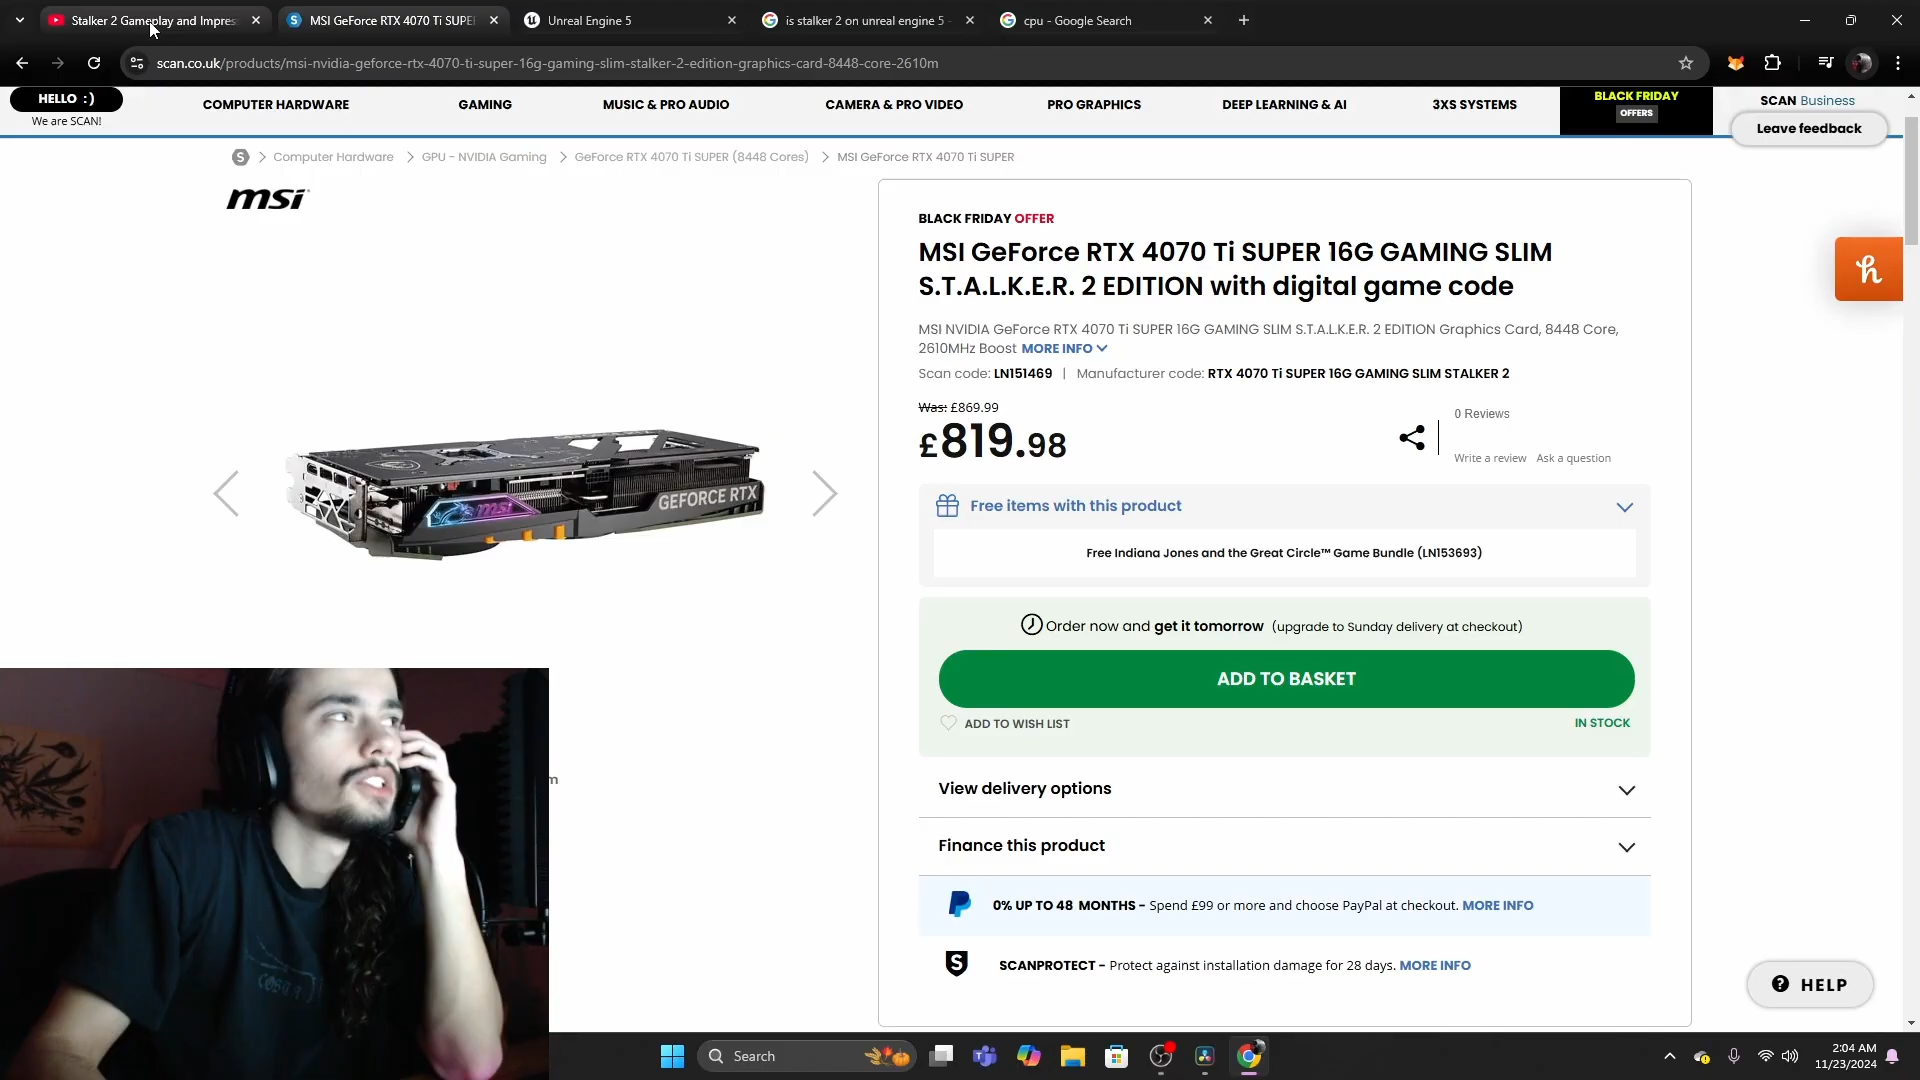 Stalker 2 Gameplay and Impres
MSI GeForce RTX 4070 Ti SUPE
Unreal Engine 5
is stalker 2 on unreal engine 5 -
cpu - Google Search
scan.co.uk/products/msi-nvidia-geforce-rtx-4070-ti-super-16g-gaming-slim-stalker-2-edition-graphics-card-8448-core-2610m
HELLO :)
We are SCAN!
COMPUTER HARDWARE
GAMING
MUSIC & PRO AUDIO
CAMERA & PRO VIDEO
PRO GRAPHICS
DEEP LEARNING & AI
3XS SYSTEMS
BLACK FRIDAY
OFFERS
SCAN Business
Leave feedback
S > Computer Hardware > GPU - NVIDIA Gaming > GeForce RTX 4070 Ti SUPER (8448 Cores) > MSI GeForce RTX 4070 Ti SUPER
msi
GEFORCE RTX
msi
BLACK FRIDAY OFFER
MSI GeForce RTX 4070 Ti SUPER 16G GAMING SLIM
S.T.A.L.K.E.R. 2 EDITION with digital game code
MSI NVIDIA GeForce RTX 4070 Ti SUPER 16G GAMING SLIM S.T.A.L.K.E.R. 2 EDITION Graphics Card, 8448 Core,
2610MHz Boost MORE INFO
Scan code: LN151469 | Manufacturer code: RTX 4070 Ti SUPER 16G GAMING SLIM STALKER 2
Was: £869.99
£819.98
0 Reviews
Write a review Ask a question
Free items with this product
Free Indiana Jones and the Great Circle™ Game Bundle (LN153693)
Order now and get it tomorrow (upgrade to Sunday delivery at checkout)
ADD TO BASKET
ADD TO WISH LIST
IN STOCK
View delivery options
Finance this product
0% UP TO 48 MONTHS - Spend £99 or more and choose PayPal at checkout. MORE INFO
SCANPROTECT - Protect against installation damage for 28 days. MORE INFO
HELP
m
Search
2:04 AM
11/23/2024